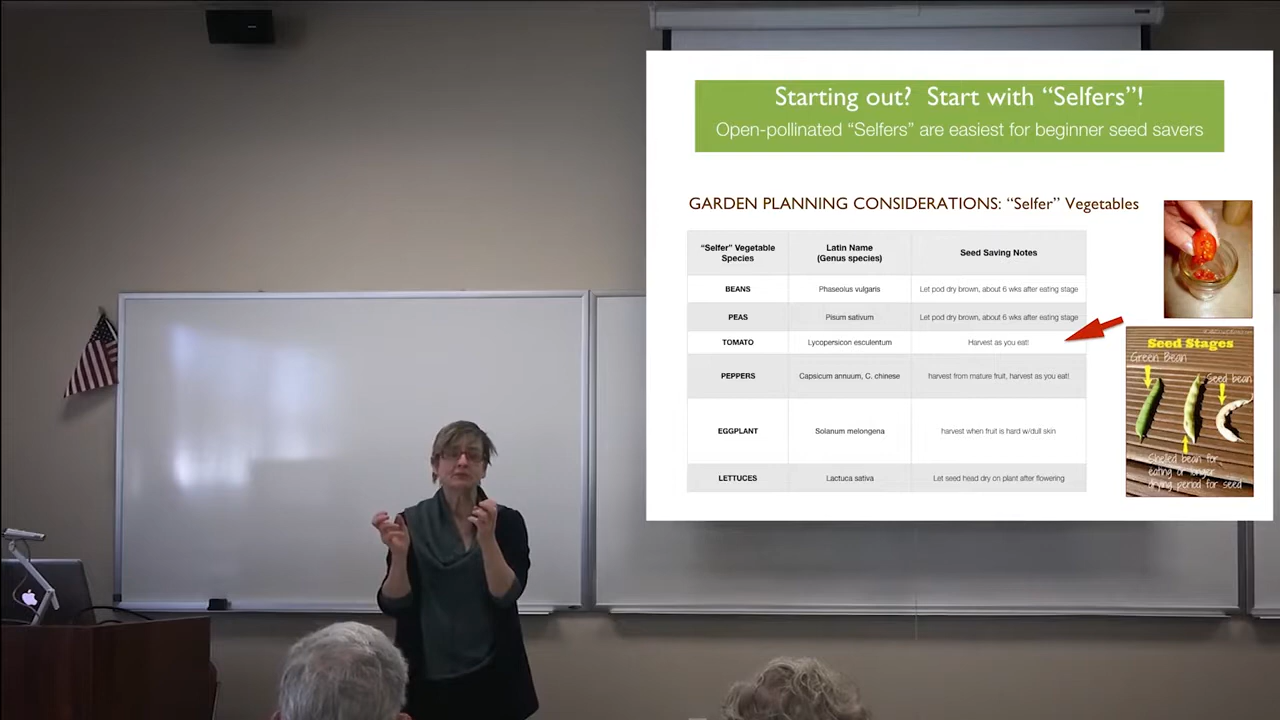 Starting out? Start with “Selfers”!
Open-pollinated “Selfers” are easiest for beginner seed savers
GARDEN PLANNING CONSIDERATIONS: “Selfer” Vegetables
“Selfer” Vegetable Species
Latin Name (Genus species)
Seed Saving Notes
BEANS
Phaseolus vulgaris
Let pod dry brown, about 6 wks after eating stage
PEAS
Pisum sativum
Let pod dry brown, about 6 wks after eating stage
TOMATO
Lycopersicon esculentum
Harvest as you eat!
PEPPERS
Capsicum annuum, C. chinese
harvest from mature fruit, harvest as you eat!
EGGPLANT
Solanum melongena
harvest when fruit is hard w/dull skin
LETTUCES
Lactuca sativa
Let seed head dry on plant after flowering
Seed Stages
Green Bean
Seed bean
Shelled bean for
eating or longer
drying period for seed